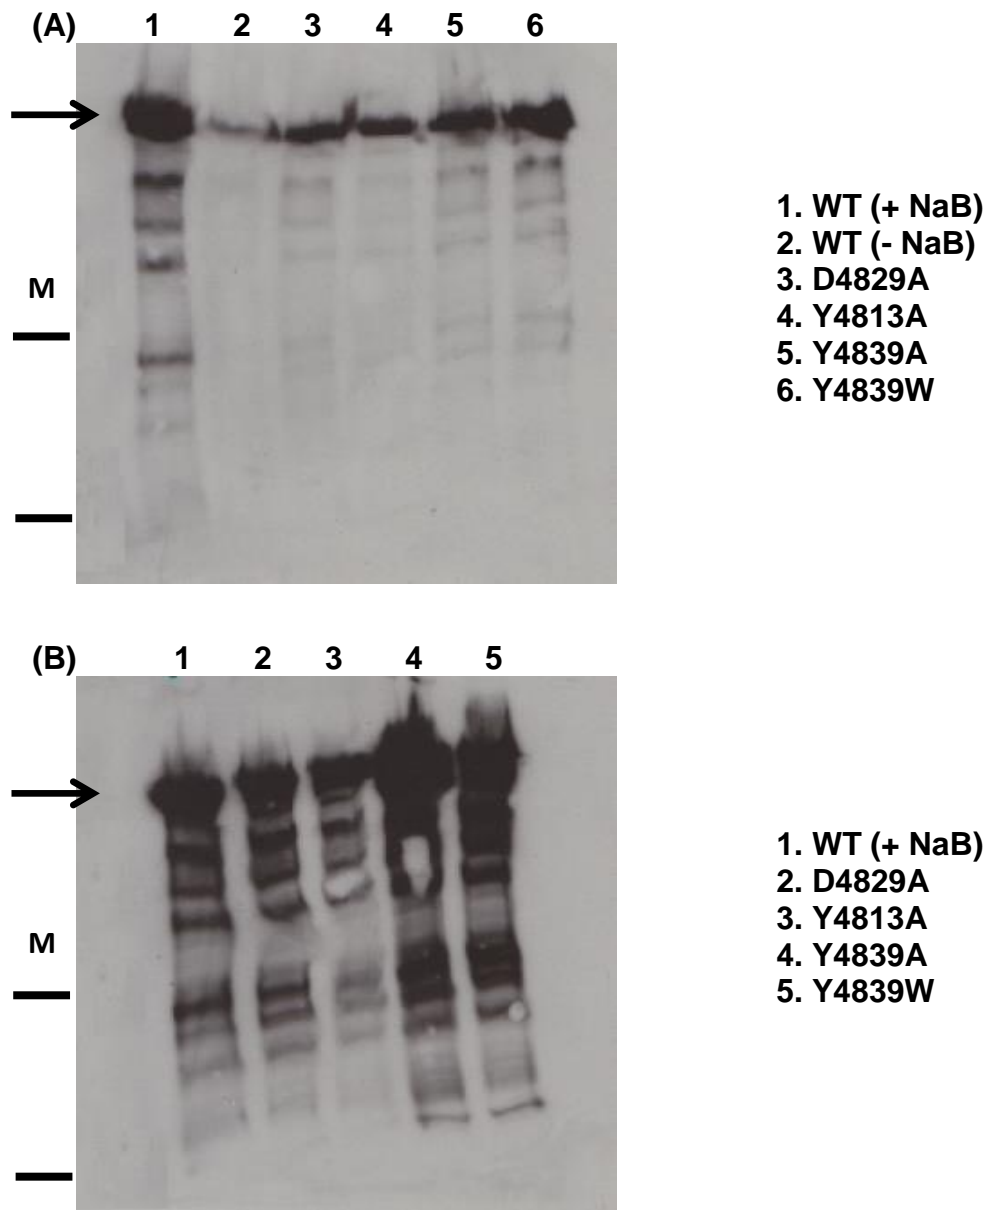 (A) 1 2 3 4 5 6
M
1. WT (+ NaB)
2. WT (- NaB)
3. D4829A
4. Y4813A
5. Y4839A
6. Y4839W
(B) 1 2 3 4 5
M
1. WT (+ NaB)
2. D4829A
3. Y4813A
4. Y4839A
5. Y4839W